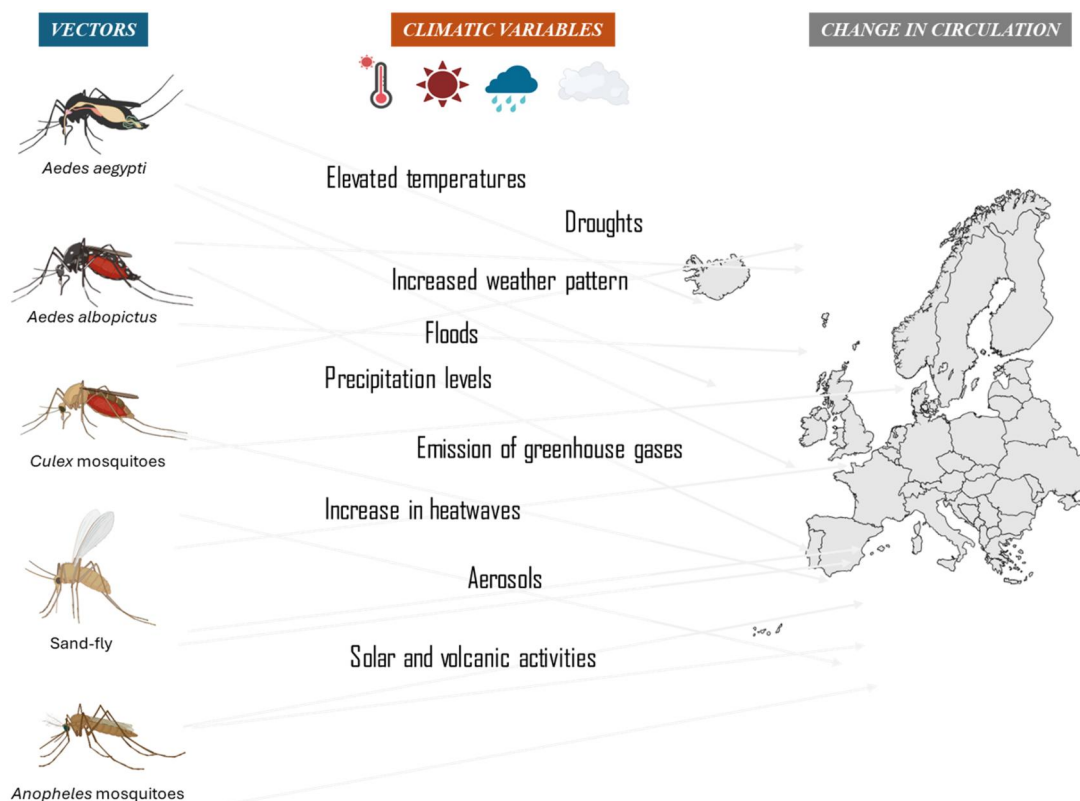 VECTORS
CLIMATIC VARIABLES
CHANGE IN CIRCULATION
Aedes aegypti
Aedes albopictus
Culex mosquitoes
Sand-fly
Anopheles mosquitoes
Elevated temperatures
Droughts
Increased weather pattern
Floods
Precipitation levels
Emission of greenhouse gases
Increase in heatwaves
Aerosols
Solar and volcanic activities